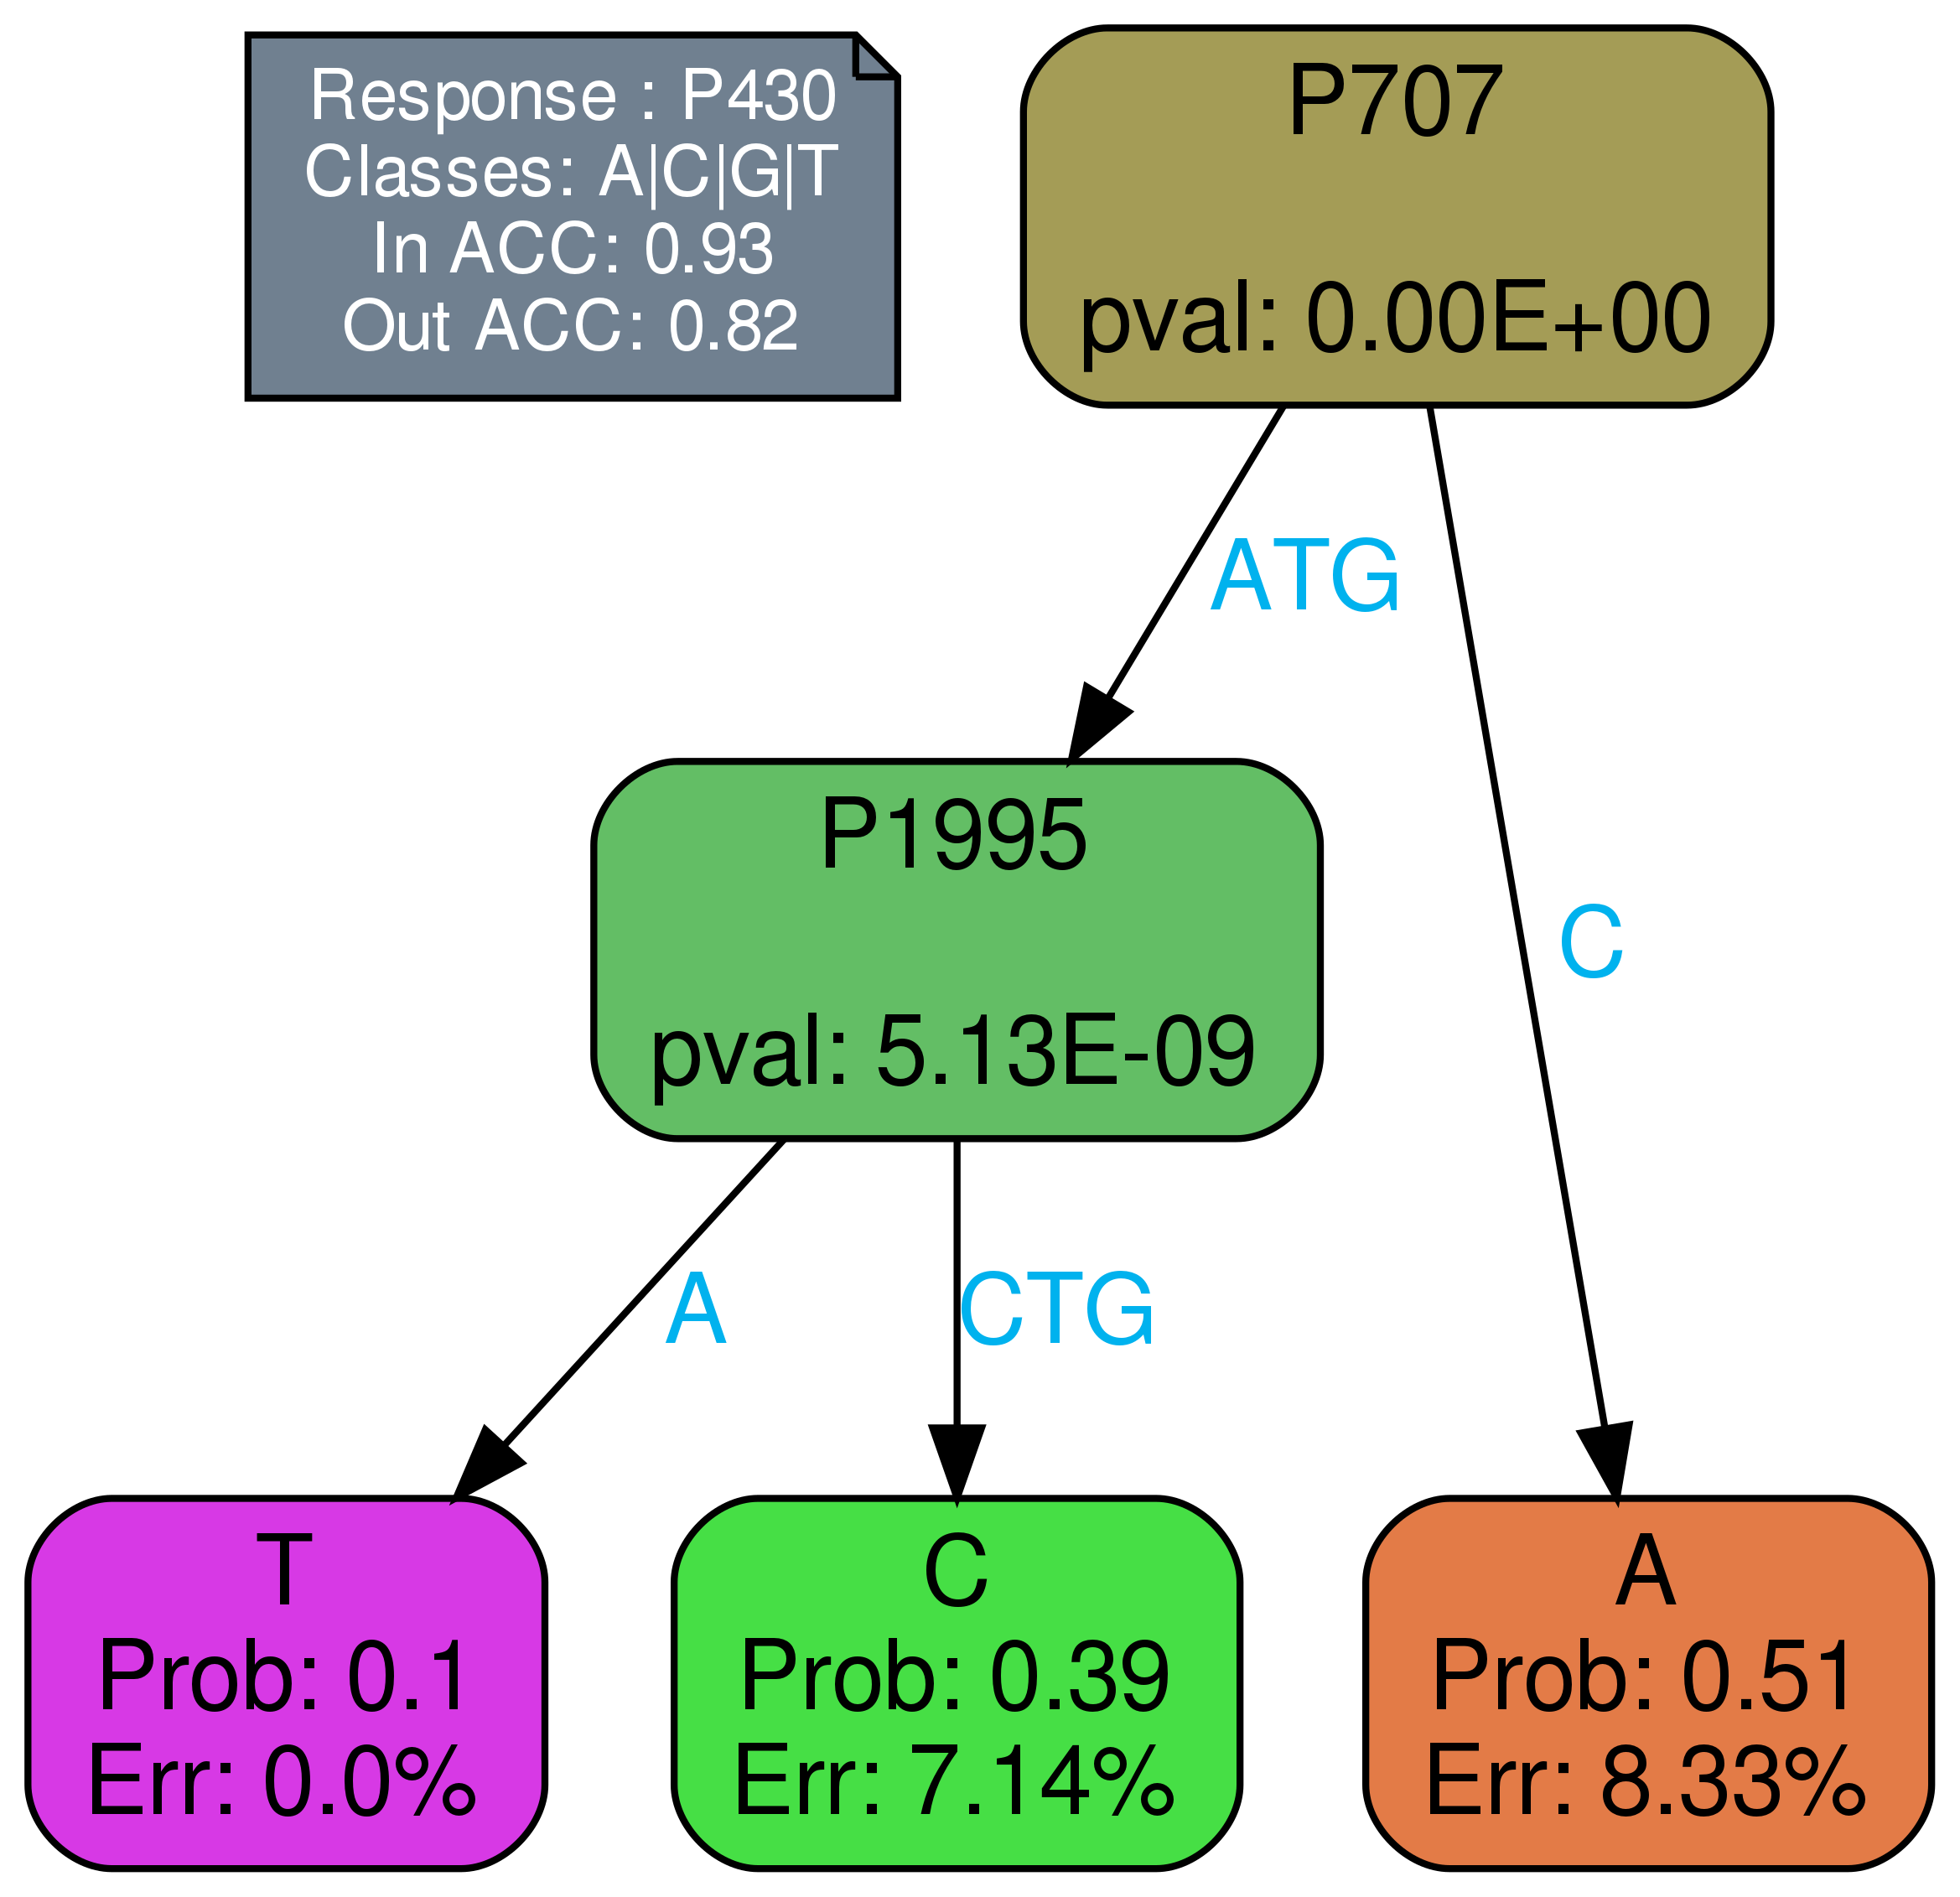 Response : P430
Classes: A|C|G|T
In ACC: 0.93
Out ACC: 0.82
P707
pval: 0.00E+00
ATG
C
P1995
pval: 5.13E-09
A
CTG
T
Prob: 0.1
Err: 0.0%
C
Prob: 0.39
Err: 7.14%
A
Prob: 0.51
Err: 8.33%